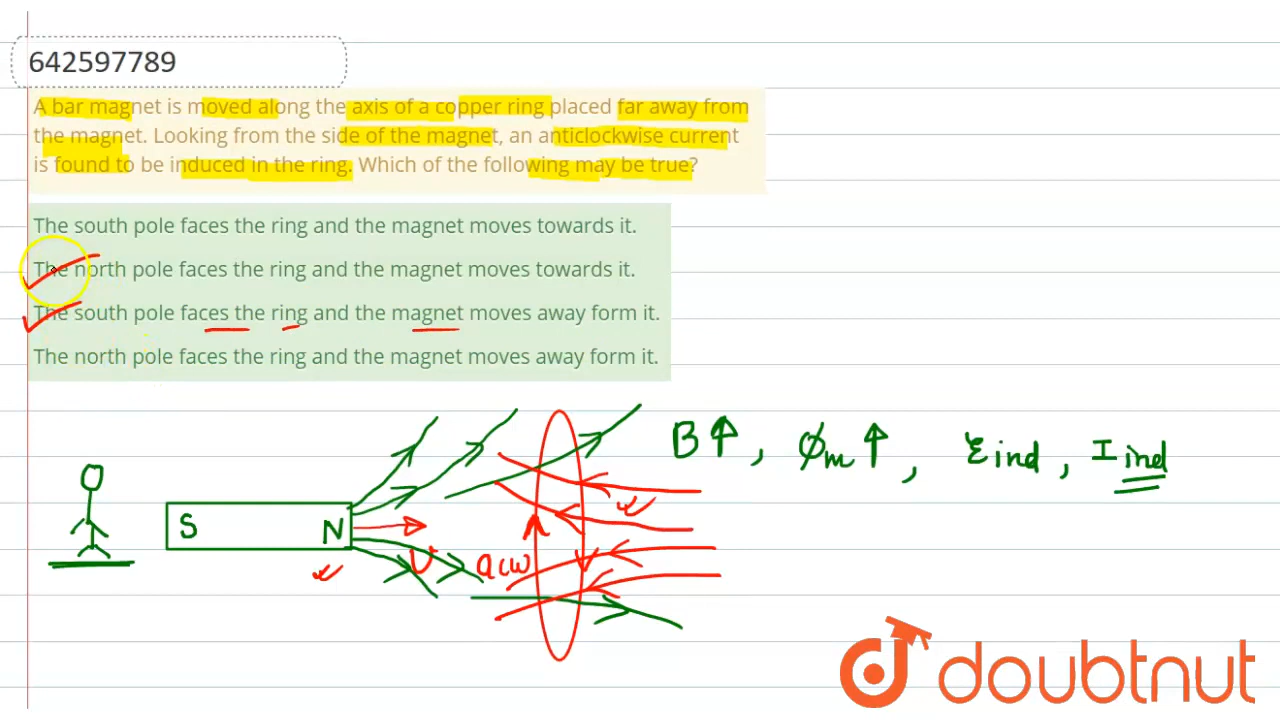 642597789
A bar magnet is moved along the axis of a copper ring placed far away from
the magnet. Looking from the side of the magnet, an anticlockwise current
is found to be induced in the ring. Which of the following may be true?
The south pole faces the ring and the magnet moves towards it.
The north pole faces the ring and the magnet moves towards it.
The south pole faces the ring and the magnet moves away form it.
The north pole faces the ring and the magnet moves away form it.
B↑, ϕm↑, εind, Iind
S N
v acw
doubtnut